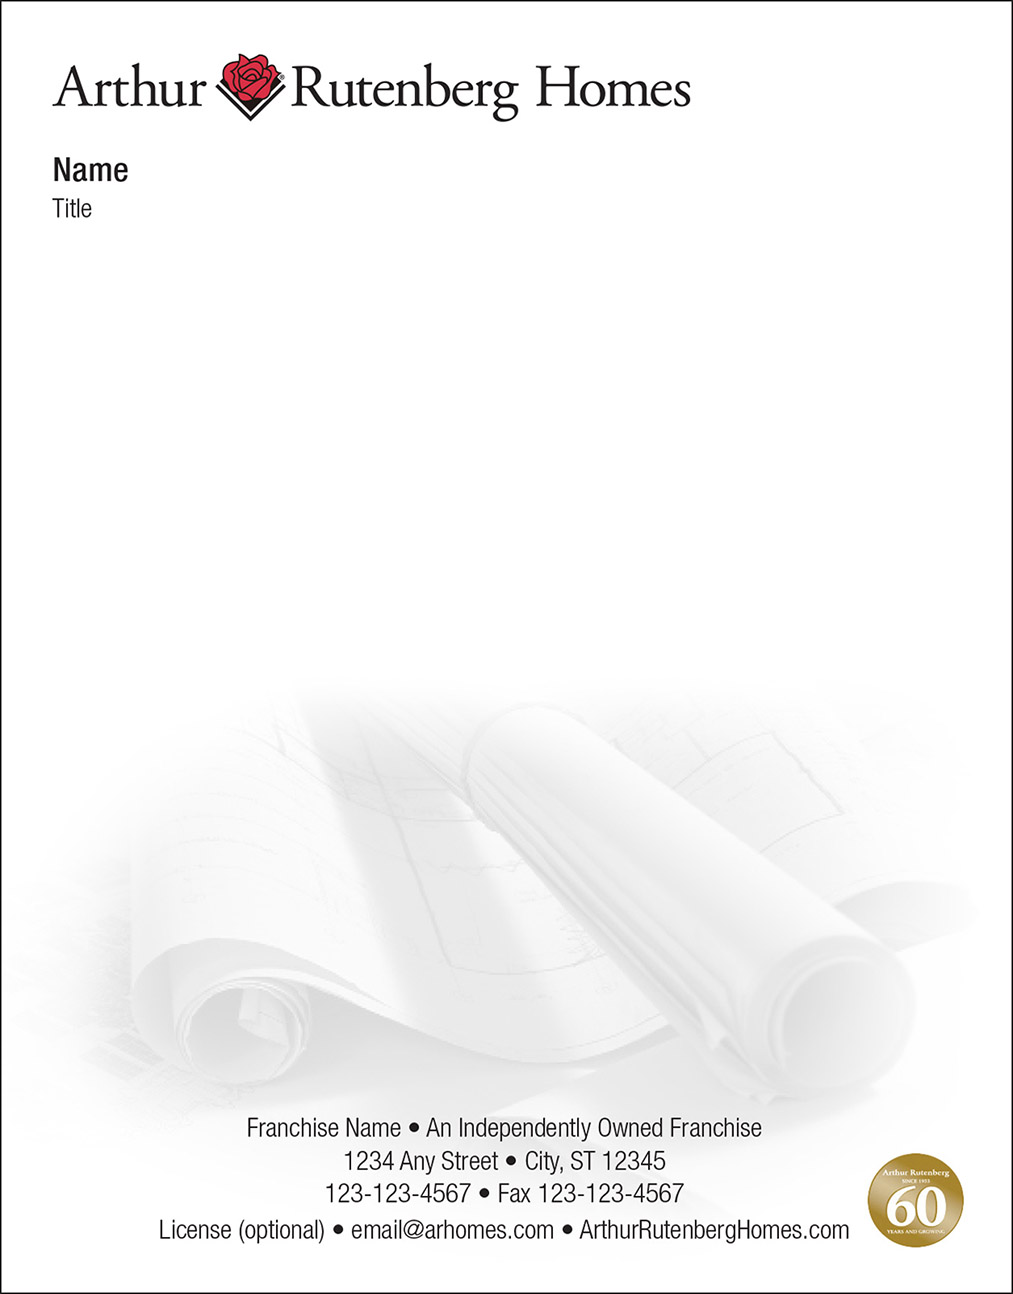 Arthur Rutenberg Homes
Name
Title
Franchise Name • An Independently Owned Franchise
1234 Any Street • City, ST 12345
123-123-4567 • Fax 123-123-4567
License (optional) • email@arhomes.com • ArthurRutenbergHomes.com
Arthur Rutenberg
SINCE 1953
60
YEARS AND GROWING